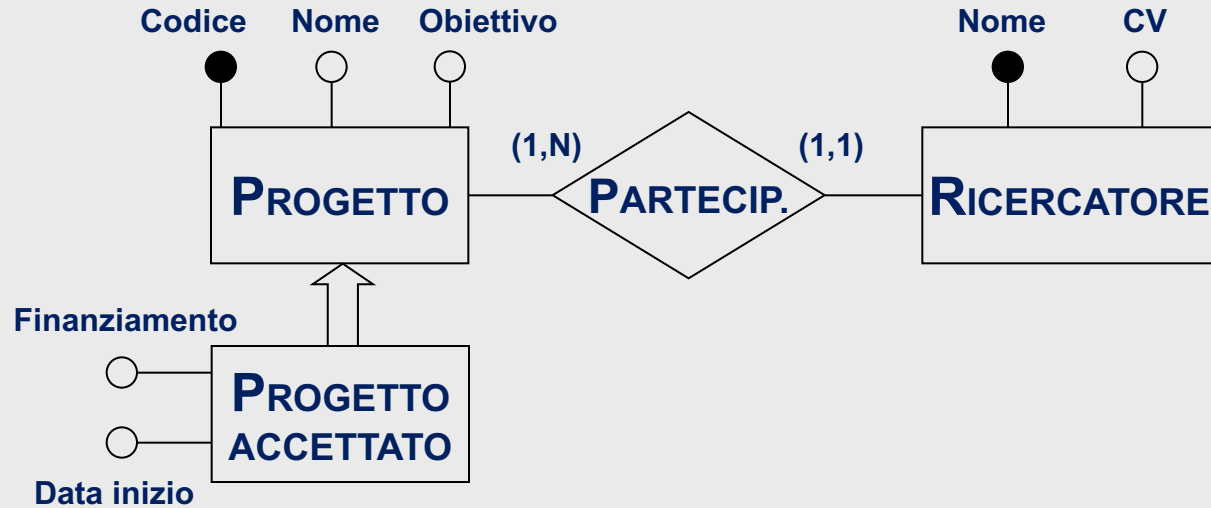 Codice Nome Obiettivo Nome CV
(1,N) (1,1)
PROGETTO PARTECIP. RICERCATORE
Finanziamento
PROGETTO
ACCETTATO
Data inizio